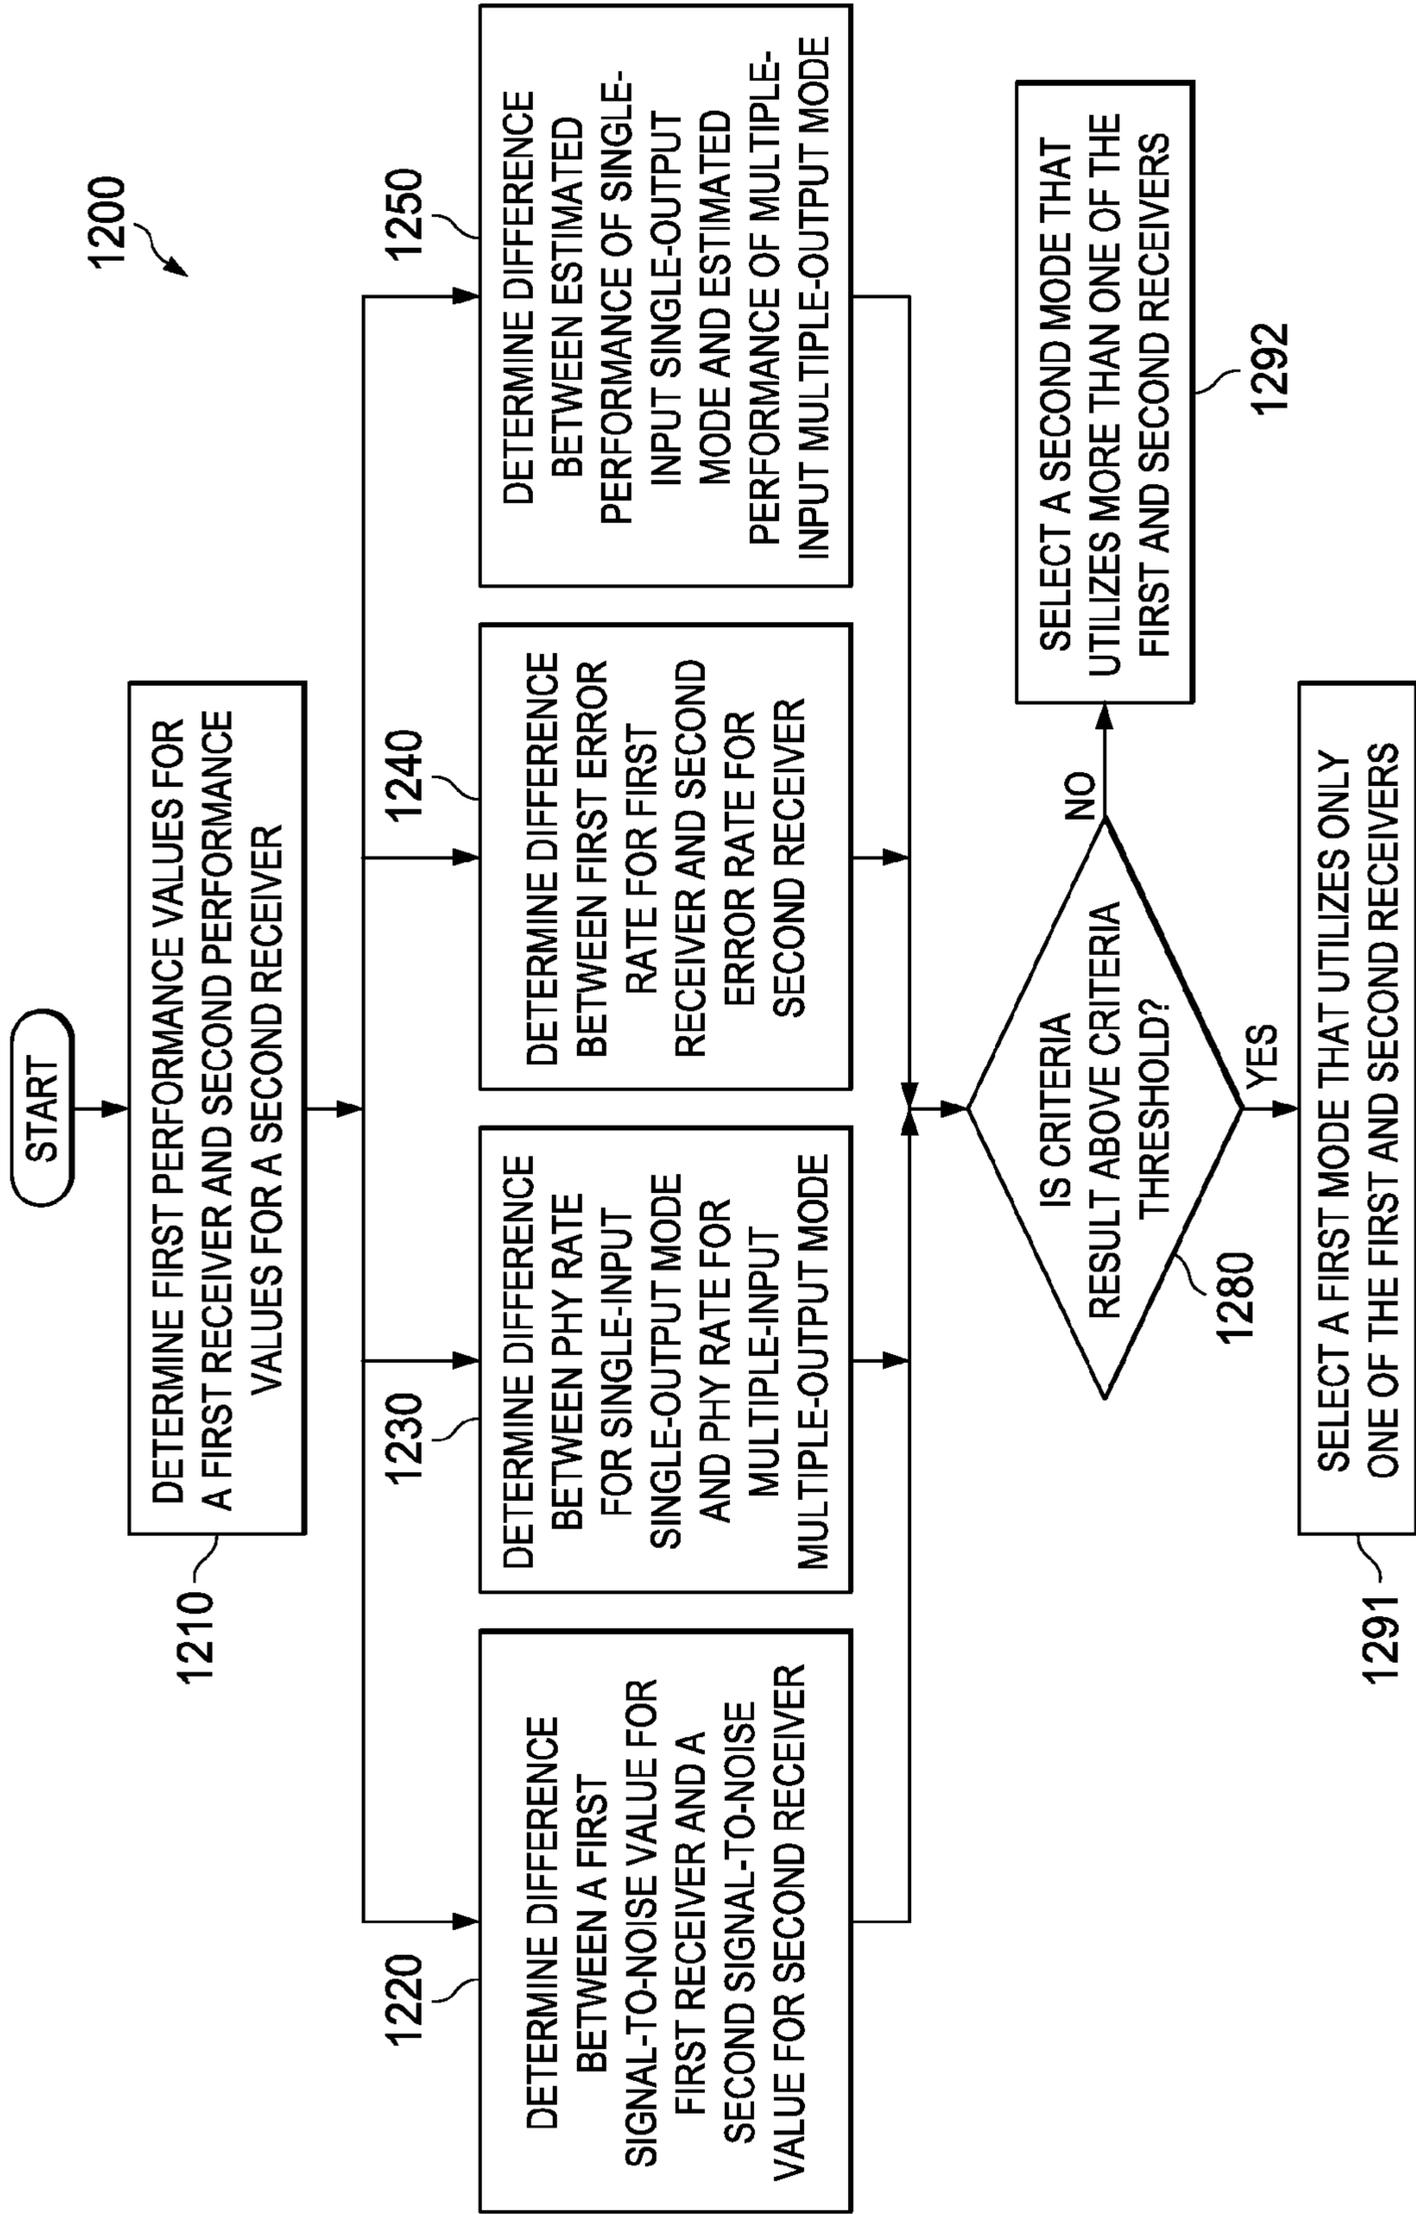 1200
START
1210
DETERMINE FIRST PERFORMANCE VALUES FOR
A FIRST RECEIVER AND SECOND PERFORMANCE
VALUES FOR A SECOND RECEIVER
1220
DETERMINE DIFFERENCE
BETWEEN A FIRST
SIGNAL-TO-NOISE VALUE FOR
FIRST RECEIVER AND A
SECOND SIGNAL-TO-NOISE
VALUE FOR SECOND RECEIVER
1230
DETERMINE DIFFERENCE
BETWEEN PHY RATE
FOR SINGLE-INPUT
SINGLE-OUTPUT MODE
AND PHY RATE FOR
MULTIPLE-INPUT
MULTIPLE-OUTPUT MODE
1240
DETERMINE DIFFERENCE
BETWEEN FIRST ERROR
RATE FOR FIRST
RECEIVER AND SECOND
ERROR RATE FOR
SECOND RECEIVER
1250
DETERMINE DIFFERENCE
BETWEEN ESTIMATED
PERFORMANCE OF SINGLE-
INPUT SINGLE-OUTPUT
MODE AND ESTIMATED
PERFORMANCE OF MULTIPLE-
INPUT MULTIPLE-OUTPUT MODE
IS CRITERIA
RESULT ABOVE CRITERIA
THRESHOLD?
1280
NO
YES
SELECT A SECOND MODE THAT
UTILIZES MORE THAN ONE OF THE
FIRST AND SECOND RECEIVERS
1292
SELECT A FIRST MODE THAT UTILIZES ONLY
ONE OF THE FIRST AND SECOND RECEIVERS
1291